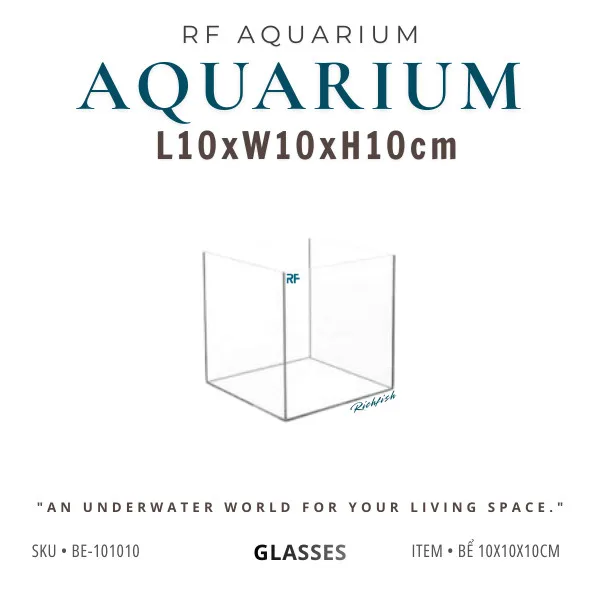 RF AQUARIUM
AQUARIUM
L10xW10xH10cm
RF
Richfish
"AN UNDERWATER WORLD FOR YOUR LIVING SPACE."
SKU • BE-101010
GLASSES
ITEM • BỂ 10X10X10CM